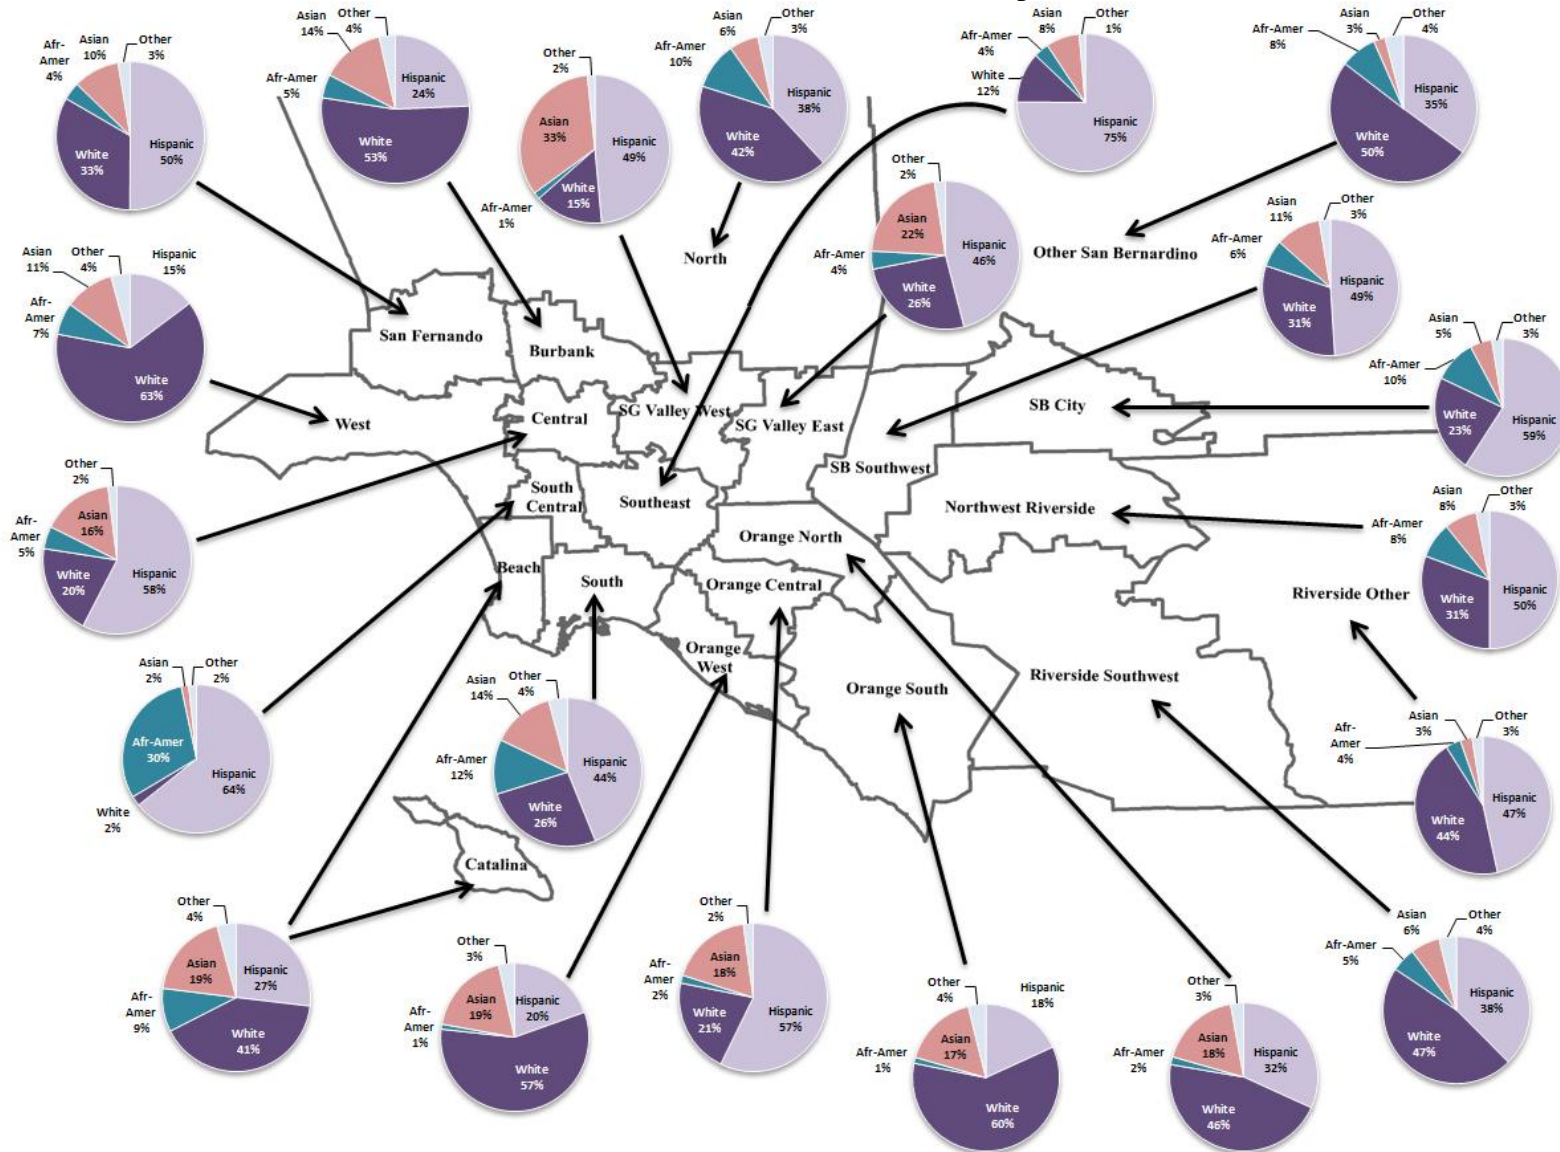 Afr-
Amer
4%
Asian
10%
Other
3%
Hispanic
50%
White
33%
Asian
14%
Other
4%
Afr-Amer
5%
Hispanic
24%
White
53%
Other
2%
Asian
33%
Hispanic
49%
White
15%
Afr-Amer
1%
Asian
6%
Other
3%
Afr-Amer
10%
Hispanic
38%
White
42%
Asian
8%
Other
1%
Afr-Amer
4%
White
12%
Hispanic
75%
Asian
3%
Other
4%
Afr-Amer
8%
Hispanic
35%
White
50%
Asian
11%
Other
4%
Hispanic
15%
Afr-
Amer
7%
White
63%
Other
2%
Asian
22%
Afr-Amer
4%
Hispanic
46%
White
26%
Asian
11%
Other
3%
Afr-Amer
6%
Hispanic
49%
White
31%
Asian
5%
Other
3%
Afr-Amer
10%
White
23%
Hispanic
59%
North
Other San Bernardino
San Fernando
Burbank
West
Central
SG Valley West
SG Valley East
SB City
SB Southwest
South
Central
Southeast
Northwest Riverside
Orange North
Beach
South
Orange Central
Riverside Other
Orange
West
Orange South
Riverside Southwest
Catalina
Other
2%
Asian
16%
Afr-
Amer
5%
White
20%
Hispanic
58%
Asian
8%
Other
3%
Afr-Amer
8%
White
31%
Hispanic
50%
Asian
2%
Other
2%
Afr-Amer
30%
Hispanic
64%
White
2%
Asian
14%
Other
4%
Afr-Amer
12%
Hispanic
44%
White
26%
Asian
3%
Other
3%
Afr-
Amer
4%
Hispanic
47%
White
44%
Other
4%
Asian
19%
Hispanic
27%
Afr-
Amer
9%
White
41%
Other
3%
Asian
19%
Hispanic
20%
Afr-
Amer
1%
White
57%
Other
2%
Asian
18%
Afr-
Amer
2%
White
21%
Hispanic
57%
Other
4%
Hispanic
18%
Asian
17%
Afr-Amer
1%
White
60%
Other
3%
Asian
18%
Hispanic
32%
Afr-Amer
2%
White
46%
Asian
6%
Other
4%
Afr-Amer
5%
Hispanic
38%
White
47%